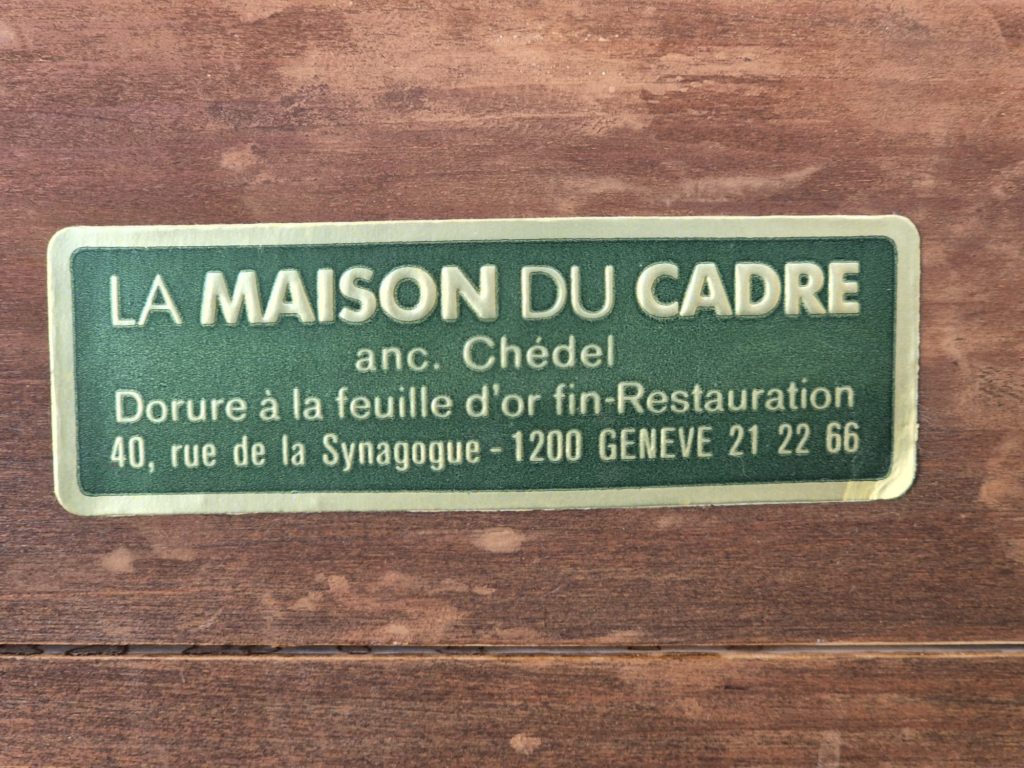 LA MAISON DU CADRE
anc. Chédel
Dorure à la feuille d'or fin-Restauration
40, rue de la Synagogue - 1200 GENEVE 21 22 66